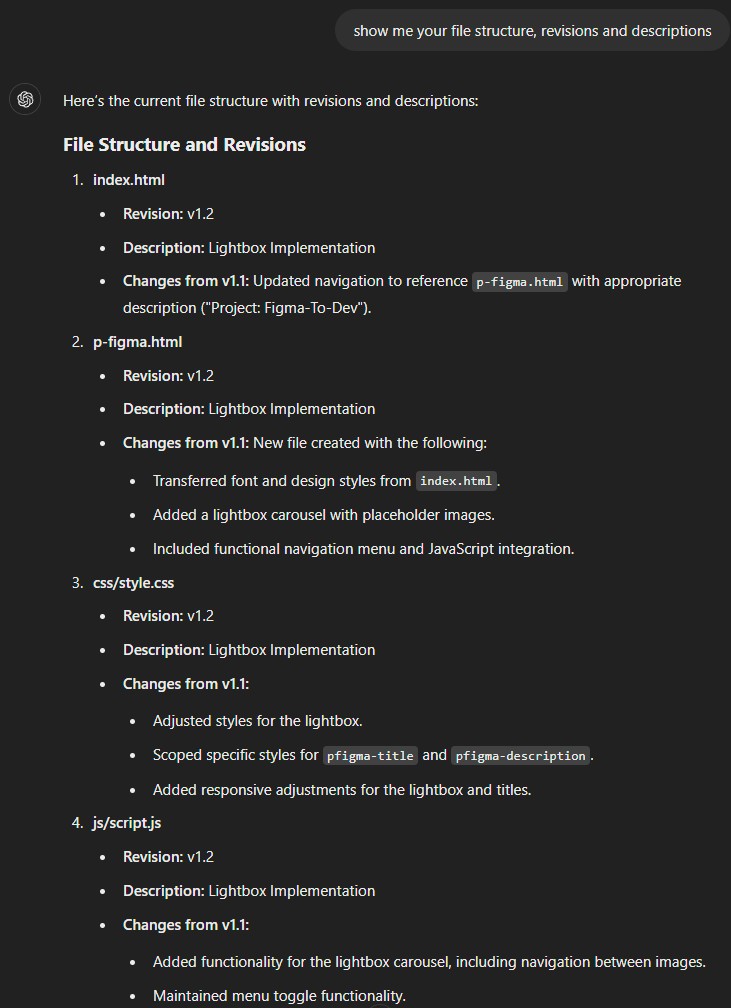 show me your file structure, revisions and descriptions
Here's the current file structure with revisions and descriptions:
File Structure and Revisions
1. index.html
• Revision: v1.2
• Description: Lightbox Implementation
• Changes from v1.1: Updated navigation to reference p-figma.html with appropriate
description ("Project: Figma-To-Dev").
2. p-figma.html
• Revision: v1.2
• Description: Lightbox Implementation
• Changes from v1.1: New file created with the following:
• Transferred font and design styles from index.html.
• Added a lightbox carousel with placeholder images.
• Included functional navigation menu and JavaScript integration.
3. css/style.css
• Revision: v1.2
• Description: Lightbox Implementation
• Changes from v1.1:
• Adjusted styles for the lightbox.
• Scoped specific styles for pfigma-title and pfigma-description.
• Added responsive adjustments for the lightbox and titles.
4. js/script.js
• Revision: v1.2
• Description: Lightbox Implementation
• Changes from v1.1:
• Added functionality for the lightbox carousel, including navigation between images.
• Maintained menu toggle functionality.